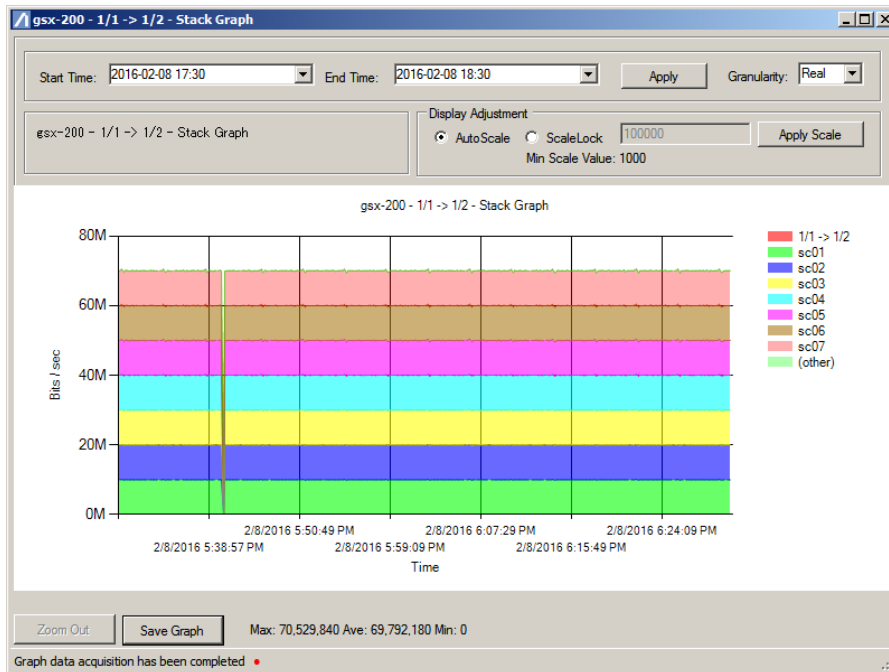 gsx-200 - 1/1 -> 1/2 - Stack Graph
Start Time: 2016-02-08 17:30 End Time: 2016-02-08 18:30 Apply Granularity: Real
gsx-200 - 1/1 -> 1/2 - Stack Graph
Display Adjustment
AutoScale ScaleLock 100000 Apply Scale
Min Scale Value: 1000
gsx-200 - 1/1 -> 1/2 - Stack Graph
80M
60M
40M
20M
0M
Bits / sec
2/8/2016 5:50:49 PM 2/8/2016 6:07:29 PM 2/8/2016 6:24:09 PM
2/8/2016 5:38:57 PM 2/8/2016 5:59:09 PM 2/8/2016 6:15:49 PM
Time
1/1 -> 1/2
sc01
sc02
sc03
sc04
sc05
sc06
sc07
(other)
Zoom Out Save Graph Max: 70,529,840 Ave: 69,792,180 Min: 0
Graph data acquisition has been completed